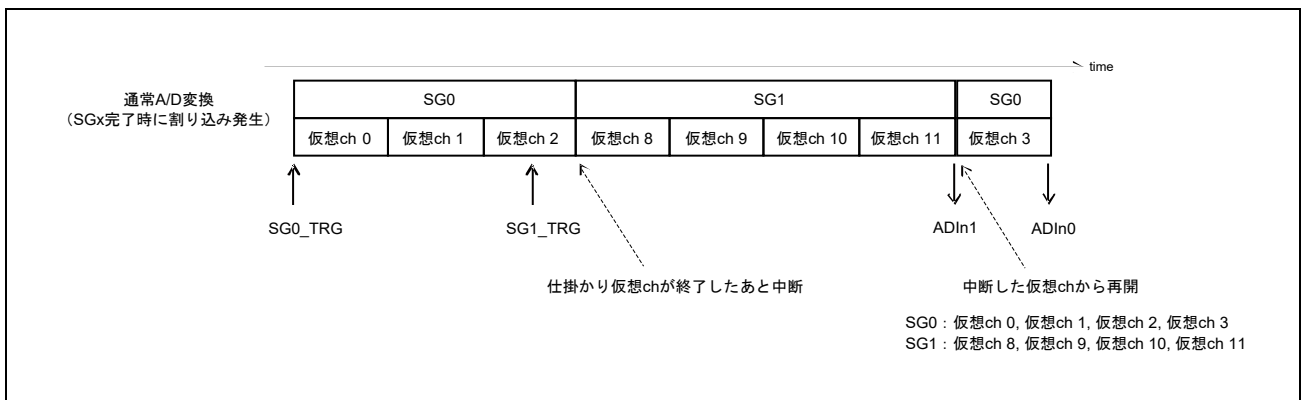 time
通常A/D変換
（SGx完了時に割り込み発生）
SG0 SG1 SG0
仮想ch 0 仮想ch 1 仮想ch 2 仮想ch 8 仮想ch 9 仮想ch 10 仮想ch 11 仮想ch 3
SG0_TRG SG1_TRG ADIn1 ADIn0
仕掛かり仮想chが終了したあと中断 中断した仮想chから再開
SG0：仮想ch 0, 仮想ch 1, 仮想ch 2, 仮想ch 3
SG1：仮想ch 8, 仮想ch 9, 仮想ch 10, 仮想ch 11